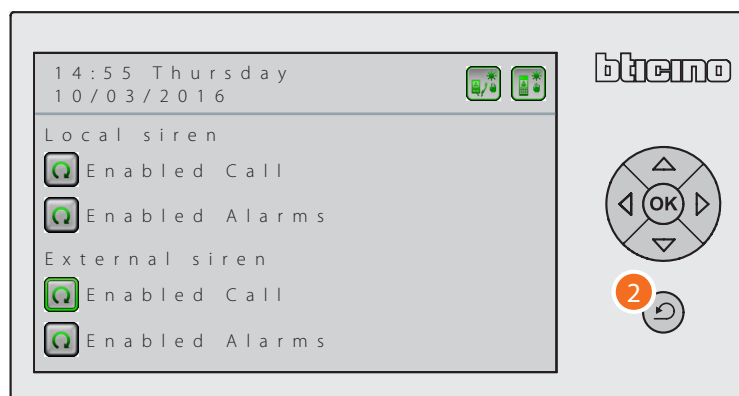 14:55 Thursday
10/03/2016
bticino
Local siren
Enabled Call
Enabled Alarms
OK
External siren
Enabled Call
2
Enabled Alarms